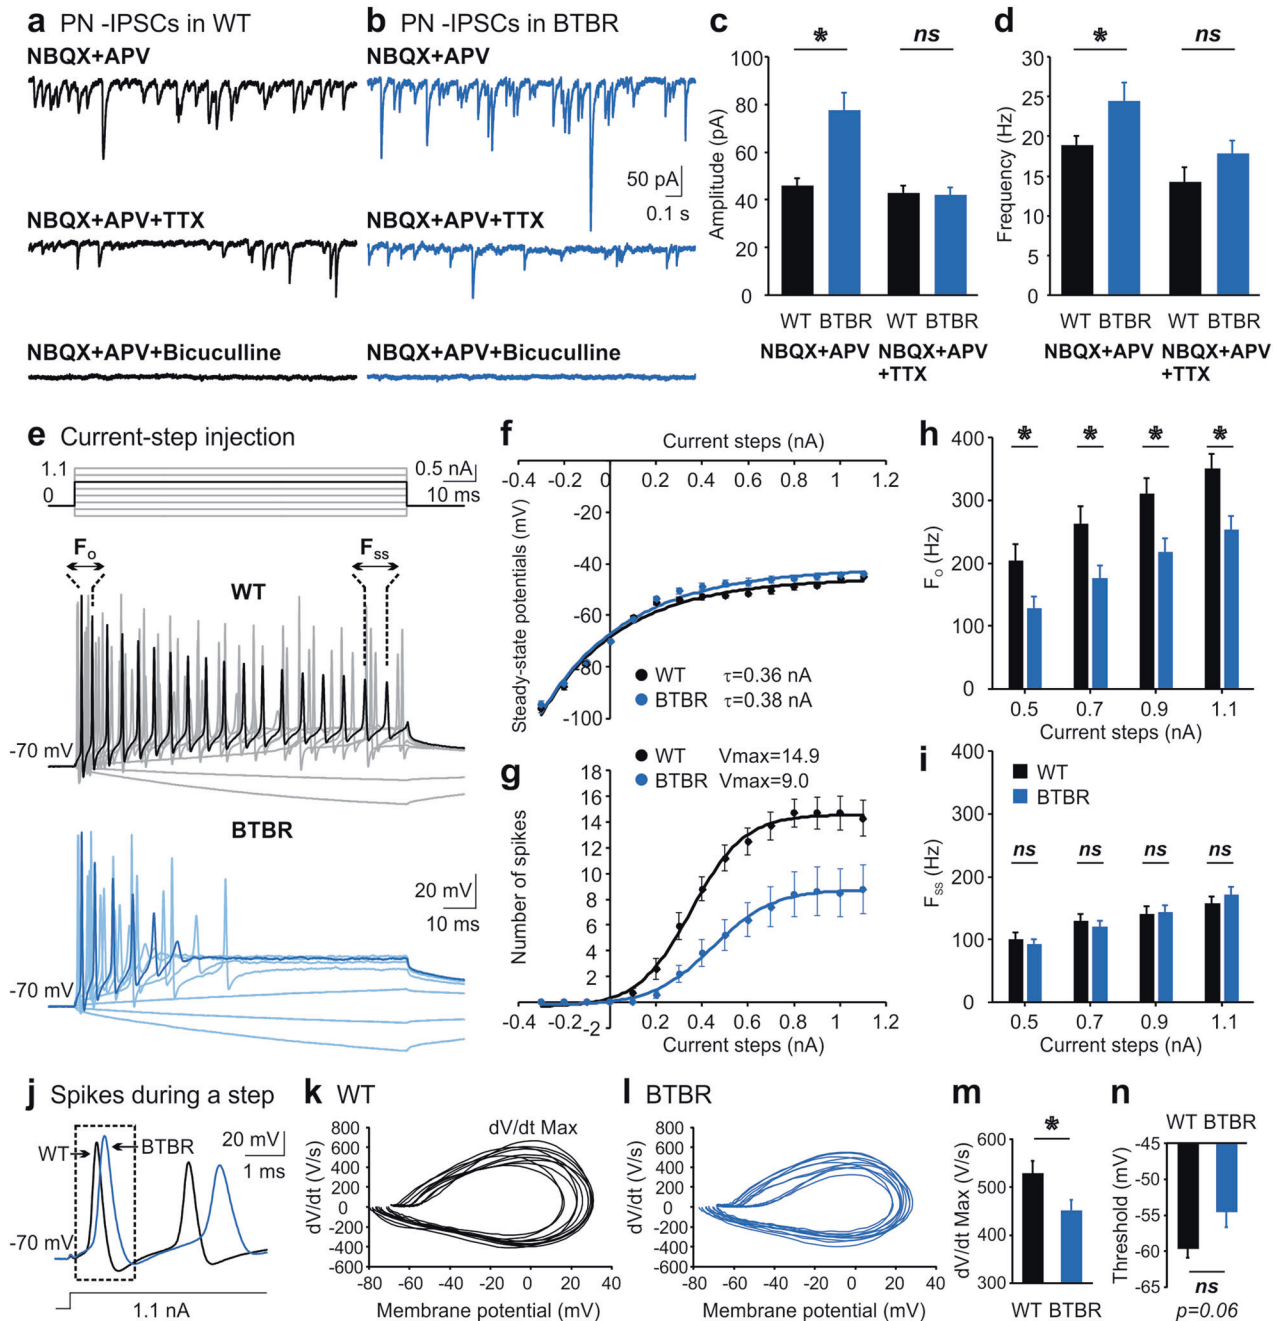 a PN -IPSCs in WT
NBQX+APV
NBQX+APV+TTX
NBQX+APV+Bicuculline
b PN -IPSCs in BTBR
NBQX+APV
50 pA
0.1 s
NBQX+APV+TTX
NBQX+APV+Bicuculline
c
* ns
Amplitude (pA)
100
80
60
40
20
0
WT BTBR WT BTBR
NBQX+APV NBQX+APV
+TTX
d
* ns
Frequency (Hz)
30
25
20
15
10
5
0
WT BTBR WT BTBR
NBQX+APV NBQX+APV
+TTX
e Current-step injection
1.1
0
0.5 nA
10 ms
Fo
Fss
WT
-70 mV
BTBR
20 mV
10 ms
-70 mV
f
Current steps (nA)
-0.4 -0.2 0 0.2 0.4 0.6 0.8 1 1.2
Steady-state potentials (mV)
-20
-40
-60
-80
-100
WT τ=0.36 nA
BTBR τ=0.38 nA
g
WT Vmax=14.9
BTBR Vmax=9.0
Number of spikes
18
16
14
12
10
8
6
4
2
-2
-0.4 -0.2 0 0.2 0.4 0.6 0.8 1 1.2
Current steps (nA)
h
* * * *
Fo (Hz)
400
300
200
100
0
0.5 0.7 0.9 1.1
Current steps (nA)
i
WT
BTBR
ns ns ns ns
Fss (Hz)
400
300
200
100
0
0.5 0.7 0.9 1.1
Current steps (nA)
j Spikes during a step
WT
BTBR
20 mV
1 ms
-70 mV
1.1 nA
k WT
dV/dt Max
dV/dt (V/s)
800
600
400
200
0
-200
-400
-600
-80 -60 -40 -20 0 20 40
Membrane potential (mV)
l BTBR
dV/dt (V/s)
800
600
400
200
0
-200
-400
-600
-80 -60 -40 -20 0 20 40
Membrane potential (mV)
m
*
dV/dt Max (V/s)
600
500
400
300
WT BTBR
n
WT BTBR
Threshold (mV)
-45
-50
-55
-60
-65
ns
p=0.06